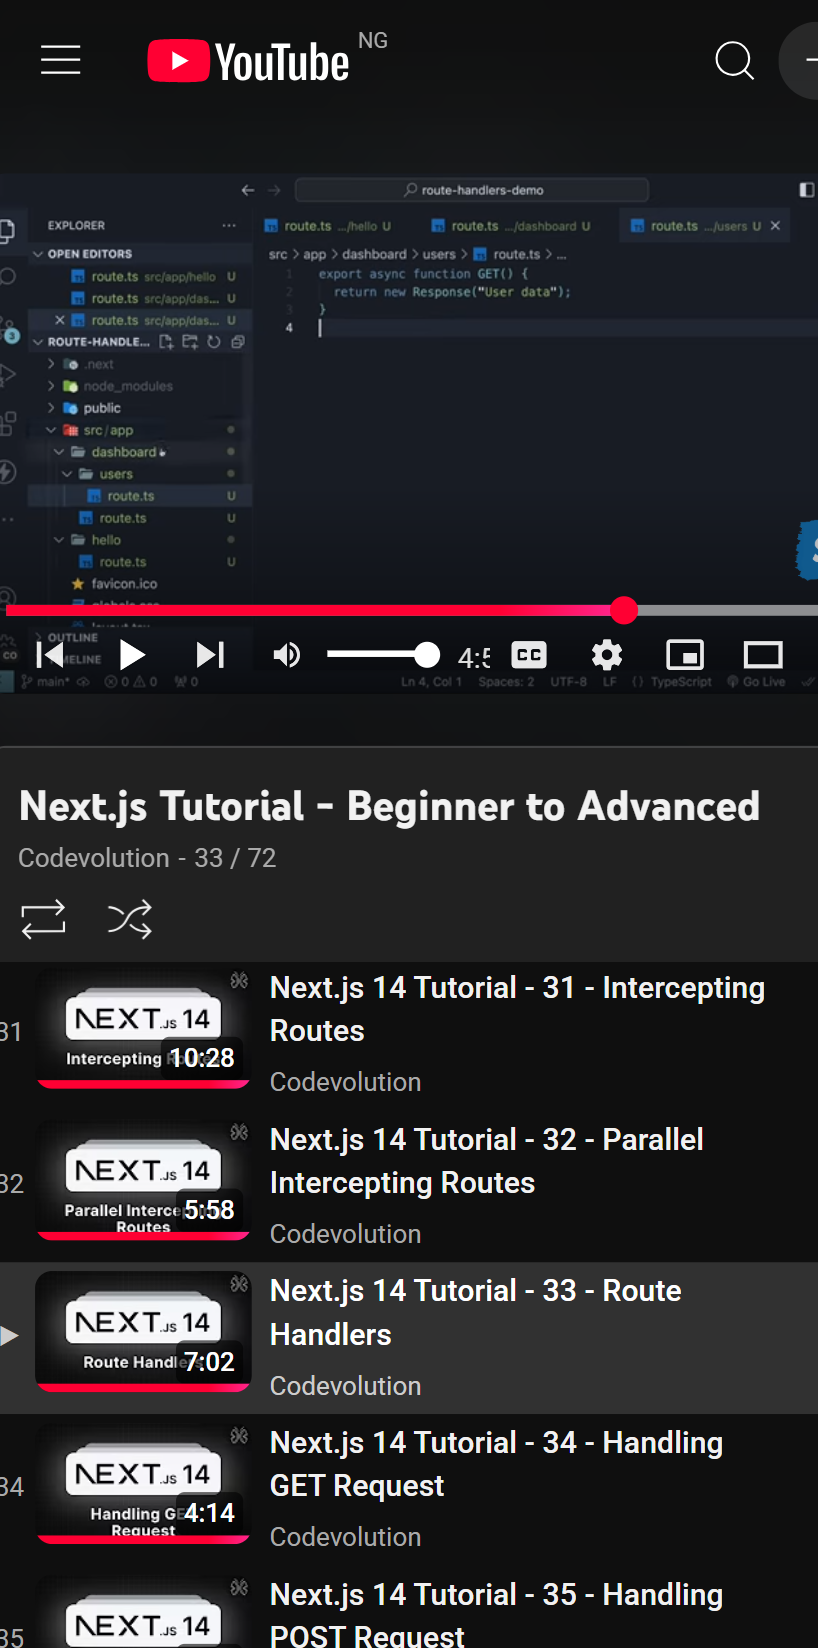 YouTube NG
route-handlers-demo
EXPLORER
route.ts .../hello U
route.ts .../dashboard U
route.ts .../users U
OPEN EDITORS
src > app > dashboard > users > route.ts > ...
route.ts src/app/hello U
1 export async function GET() {
route.ts src/app/das... U
2 return new Response("User data");
route.ts src/app/das... U
3 }
4
3
ROUTE-HANDLE...
.next
node_modules
public
src/app
dashboard
users
route.ts U
route.ts U
hello
route.ts U
favicon.ico
OUTLINE
4:5
CC
main* 0 0 0 Ln 4, Col 1 Spaces: 2 UTF-8 LF {} TypeScript Go Live
Next.js Tutorial - Beginner to Advanced
Codevolution - 33 / 72
31
NEXT.JS 14
Intercepting
10:28
Next.js 14 Tutorial - 31 - Intercepting
Routes
Codevolution
32
NEXT.JS 14
Parallel
Routes
5:58
Next.js 14 Tutorial - 32 - Parallel
Intercepting Routes
Codevolution
NEXT.JS 14
Route
7:02
Next.js 14 Tutorial - 33 - Route
Handlers
Codevolution
34
NEXT.JS 14
Handling
Request
4:14
Next.js 14 Tutorial - 34 - Handling
GET Request
Codevolution
35
NEXT.JS 14
Next.js 14 Tutorial - 35 - Handling
POST Request